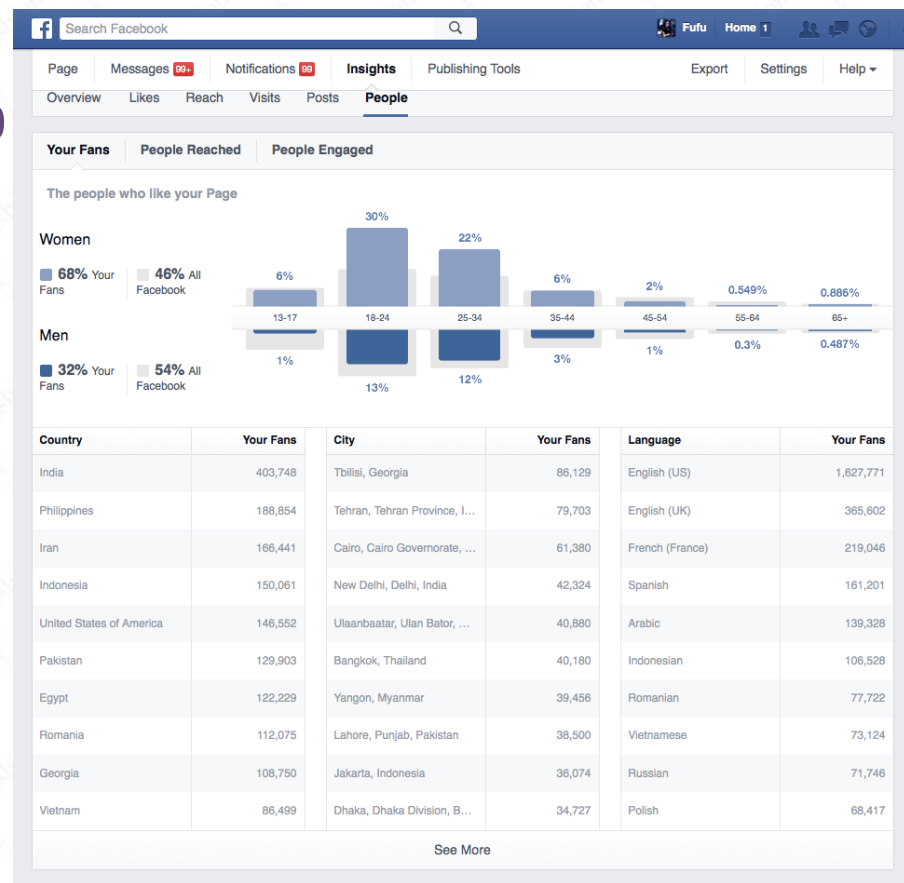 f Search Facebook Fufu Home 1
Page Messages 99+ Notifications 99 Insights Publishing Tools Export Settings Help
Overview Likes Reach Visits Posts People
Your Fans People Reached People Engaged
The people who like your Page
Women
68% Your Fans 46% All Facebook
30%
22%
6%
6%
2%
0.549%
0.886%
13-17 18-24 25-34 35-44 45-54 55-64 65+
Men
32% Your Fans 54% All Facebook
1%
13%
12%
3%
1%
0.3%
0.487%
Country Your Fans City Your Fans Language Your Fans
India 403,748 Tbilisi, Georgia 86,129 English (US) 1,627,771
Philippines 188,854 Tehran, Tehran Province, I... 79,703 English (UK) 365,602
Iran 166,441 Cairo, Cairo Governorate, ... 61,380 French (France) 219,046
Indonesia 150,061 New Delhi, Delhi, India 42,324 Spanish 161,201
United States of America 146,552 Ulaanbaatar, Ulan Bator, ... 40,880 Arabic 139,328
Pakistan 129,903 Bangkok, Thailand 40,180 Indonesian 106,528
Egypt 122,229 Yangon, Myanmar 39,456 Romanian 77,722
Romania 112,075 Lahore, Punjab, Pakistan 38,500 Vietnamese 73,124
Georgia 108,750 Jakarta, Indonesia 36,074 Russian 71,746
Vietnam 86,499 Dhaka, Dhaka Division, B... 34,727 Polish 68,417
See More